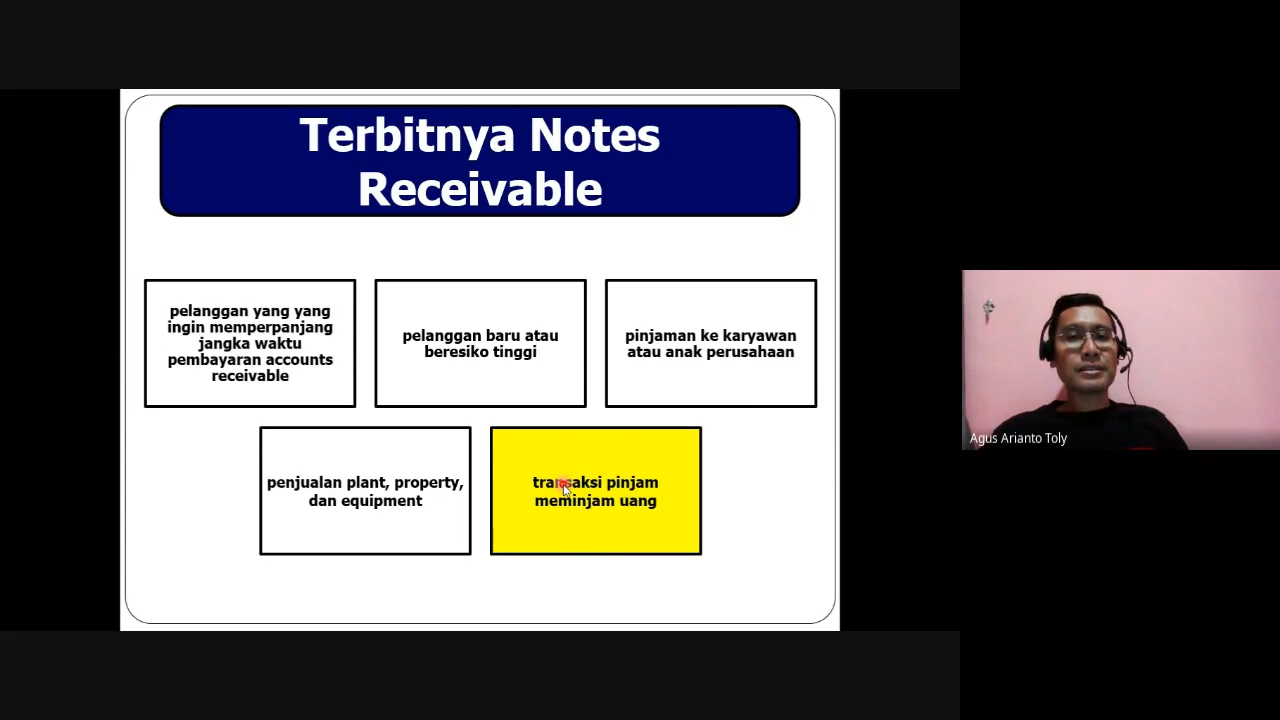 Terbitnya Notes
Receivable
pelanggan yang yang
ingin memperpanjang
jangka waktu
pembayaran accounts
receivable
pelanggan baru atau
beresiko tinggi
pinjaman ke karyawan
atau anak perusahaan
penjualan plant, property,
dan equipment
transaksi pinjam
meminjam uang
Agus Arianto Toly